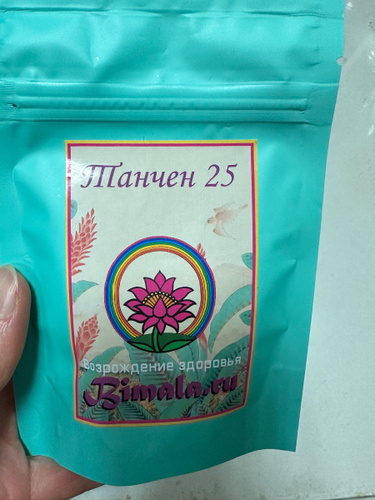 Танчен 25
Возрождение здоровья
Bimala.ru